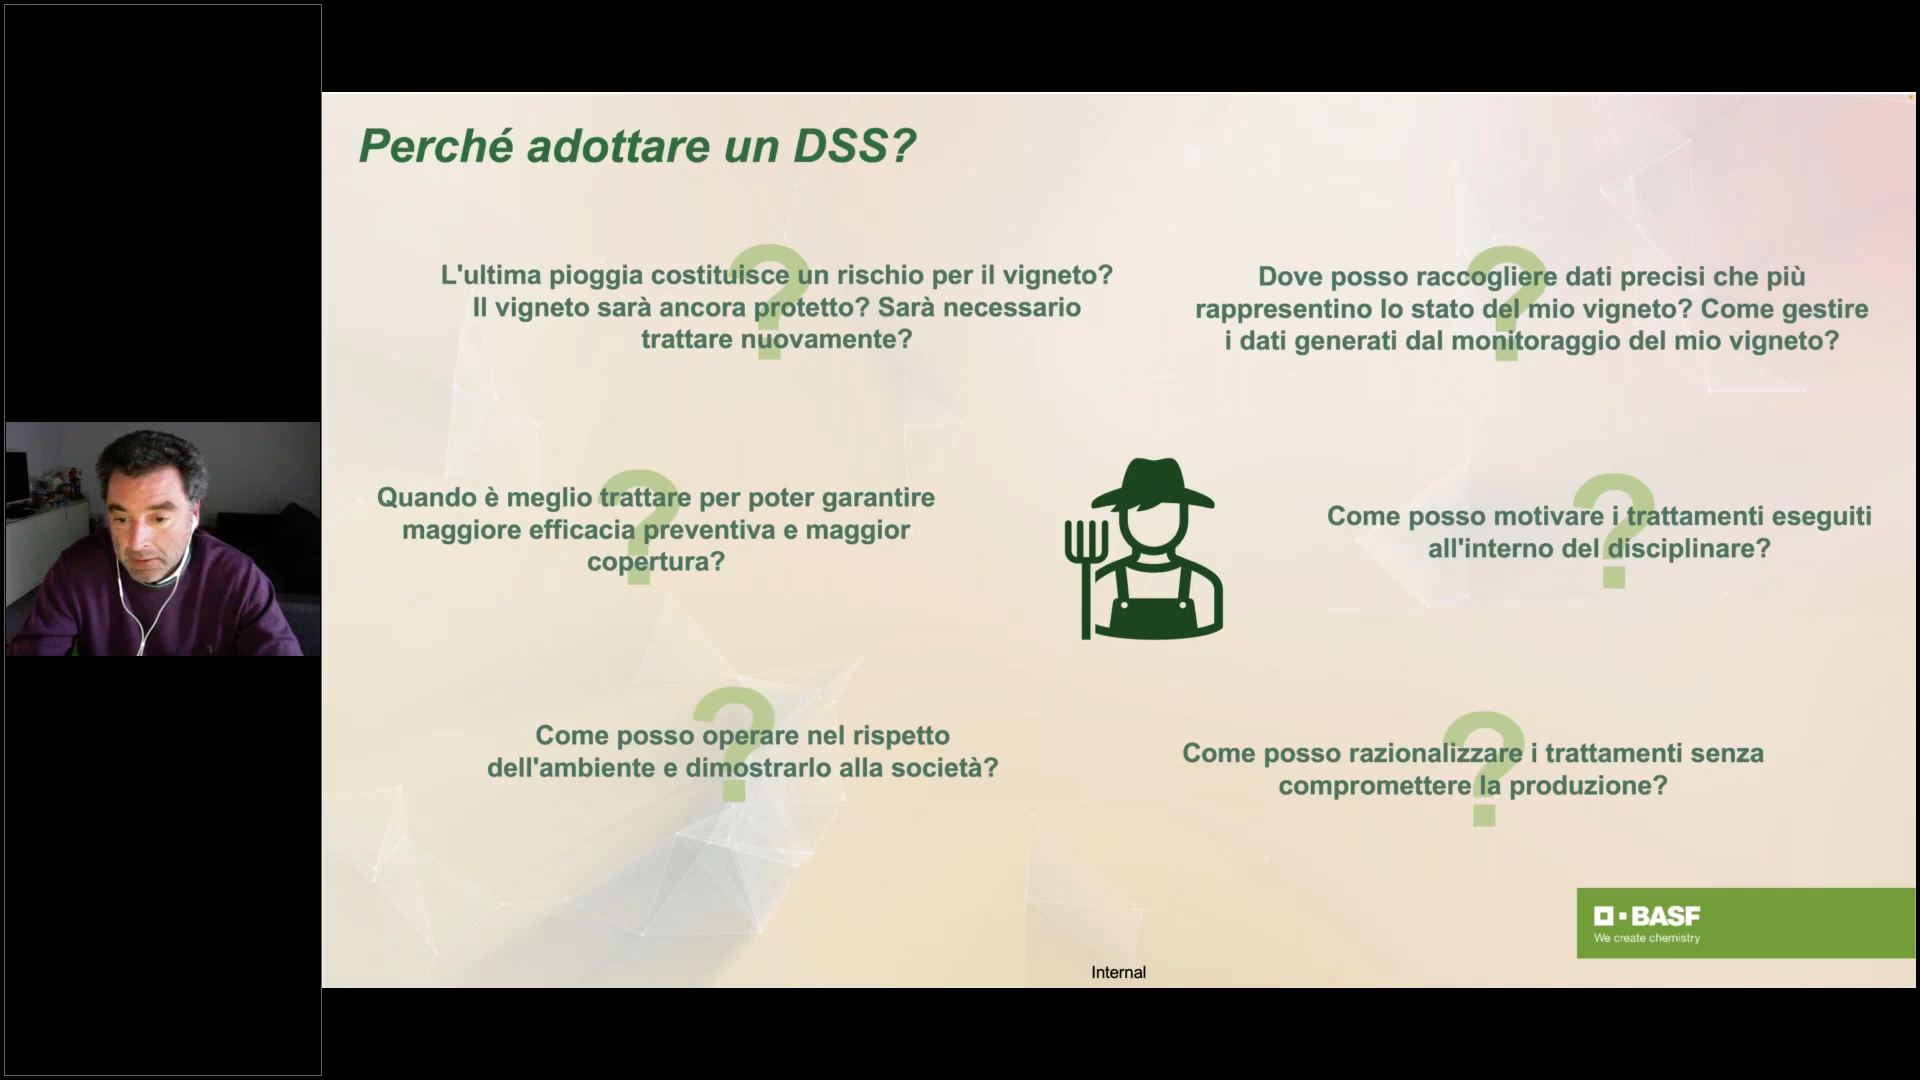 Perché adottare un DSS?
L'ultima pioggia costituisce un rischio per il vigneto?
Il vigneto sarà ancora protetto? Sarà necessario
trattare nuovamente?
Dove posso raccogliere dati precisi che più
rappresentino lo stato del mio vigneto? Come gestire
i dati generati dal monitoraggio del mio vigneto?
Quando è meglio trattare per poter garantire
maggiore efficacia preventiva e maggior
copertura?
Come posso motivare i trattamenti eseguiti
all'interno del disciplinare?
Come posso operare nel rispetto
dell'ambiente e dimostrarlo alla società?
Come posso razionalizzare i trattamenti senza
compromettere la produzione?
?
?
?
?
?
?
BASF
We create chemistry
Internal